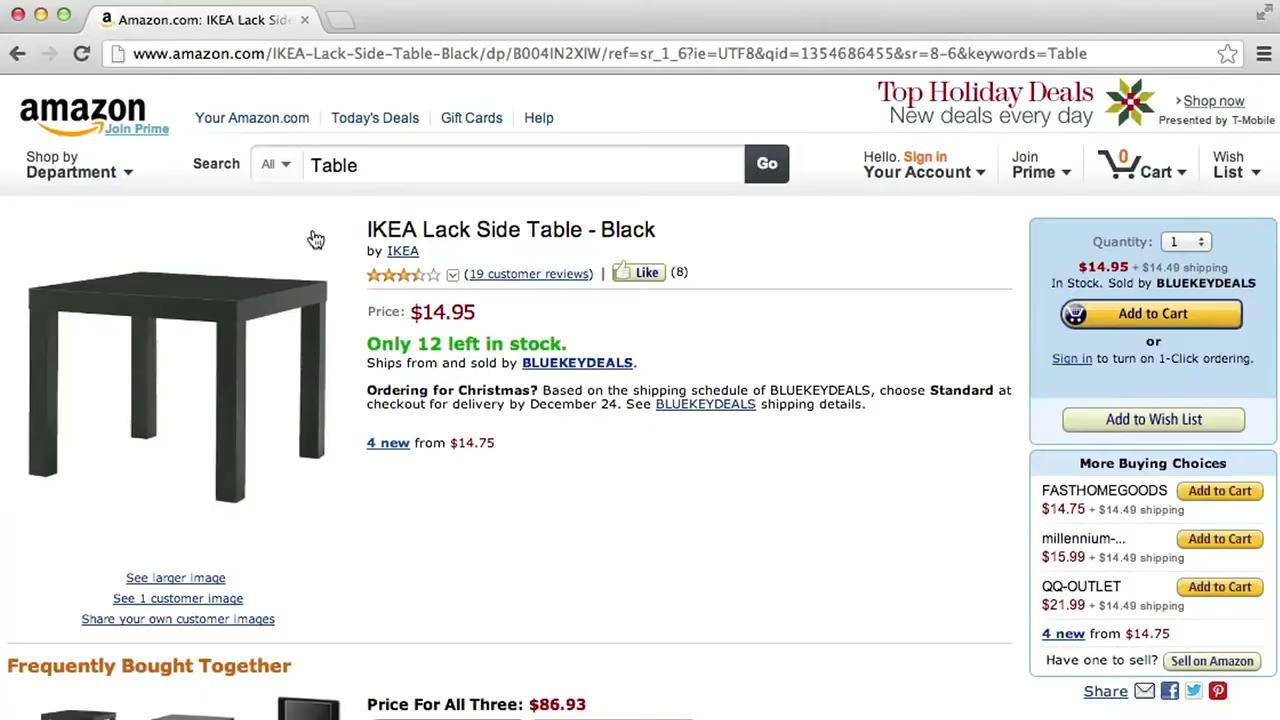 Amazon.com: IKEA Lack Side
www.amazon.com/IKEA-Lack-Side-Table-Black/dp/B004IN2XIW/ref=sr_1_6?ie=UTF8&qid=1354686455&sr=8-6&keywords=Table
amazon
Join Prime
Your Amazon.com
Today's Deals
Gift Cards
Help
Top Holiday Deals
New deals every day
Shop now
Presented by T-Mobile
Shop by
Department
Search
All
Table
Go
Hello. Sign in
Your Account
Join
Prime
0
Cart
Wish
List
IKEA Lack Side Table - Black
by IKEA
(19 customer reviews) | Like (8)
Price: $14.95
Only 12 left in stock.
Ships from and sold by BLUEKEYDEALS.
Ordering for Christmas? Based on the shipping schedule of BLUEKEYDEALS, choose Standard at
checkout for delivery by December 24. See BLUEKEYDEALS shipping details.
4 new from $14.75
See larger image
See 1 customer image
Share your own customer images
Quantity: 1
$14.95 + $14.49 shipping
In Stock. Sold by BLUEKEYDEALS
Add to Cart
or
Sign in to turn on 1-Click ordering.
Add to Wish List
More Buying Choices
FASTHOMEGOODS Add to Cart
$14.75 + $14.49 shipping
millennium-... Add to Cart
$15.99 + $14.49 shipping
QQ-OUTLET Add to Cart
$21.99 + $14.49 shipping
4 new from $14.75
Have one to sell? Sell on Amazon
Share
Frequently Bought Together
Price For All Three: $86.93